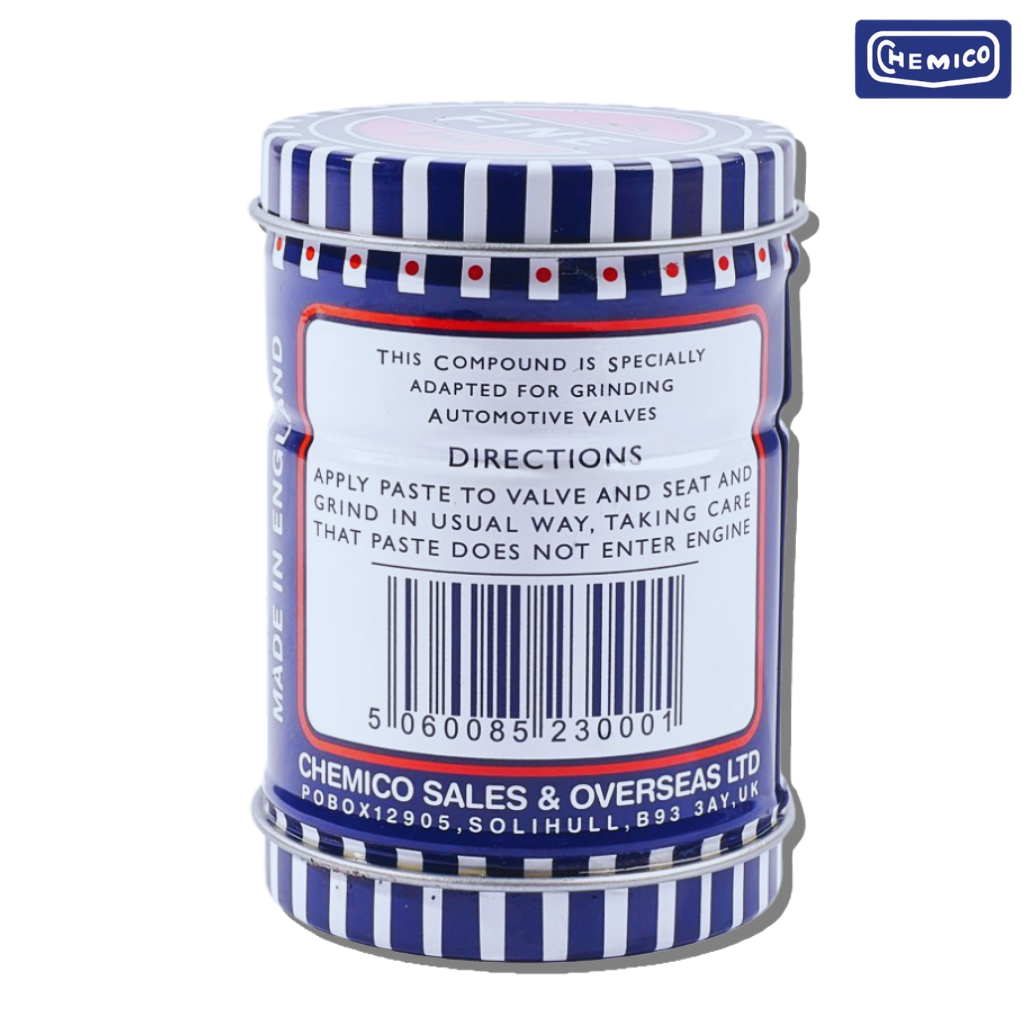 CHEMICO
FINE
MADE IN ENGLAND
THIS COMPOUND IS SPECIALLY
ADAPTED FOR GRINDING
AUTOMOTIVE VALVES
DIRECTIONS
APPLY PASTE TO VALVE AND SEAT AND
GRIND IN USUAL WAY, TAKING CARE
THAT PASTE DOES NOT ENTER ENGINE
5 060085 230001
CHEMICO SALES & OVERSEAS LTD
POBOX12905, SOLIHULL, B93 3AY, UK